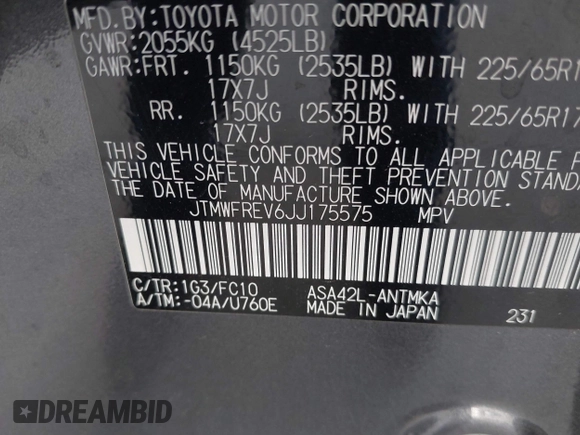 MFD.BY:TOYOTA MOTOR CORPORATION
GVWR:2055KG (4525LB)
GAWR:FRT. 1150KG (2535LB) WITH 225/65R1
17X7J RIMS.
RR. 1150KG (2535LB) WITH 225/65R17
17X7J RIMS.
THIS VEHICLE CONFORMS TO ALL APPLICABLE
VEHICLE SAFETY AND THEFT PREVENTION STANDA
THE DATE OF MANUFACTURE SHOWN ABOVE.
JTMWFREV6JJ175575 MPV
C/TR:1G3/FC10 ASA42L-ANTMKA
A/TM:-04A/U760E MADE IN JAPAN 231
DREAMBID